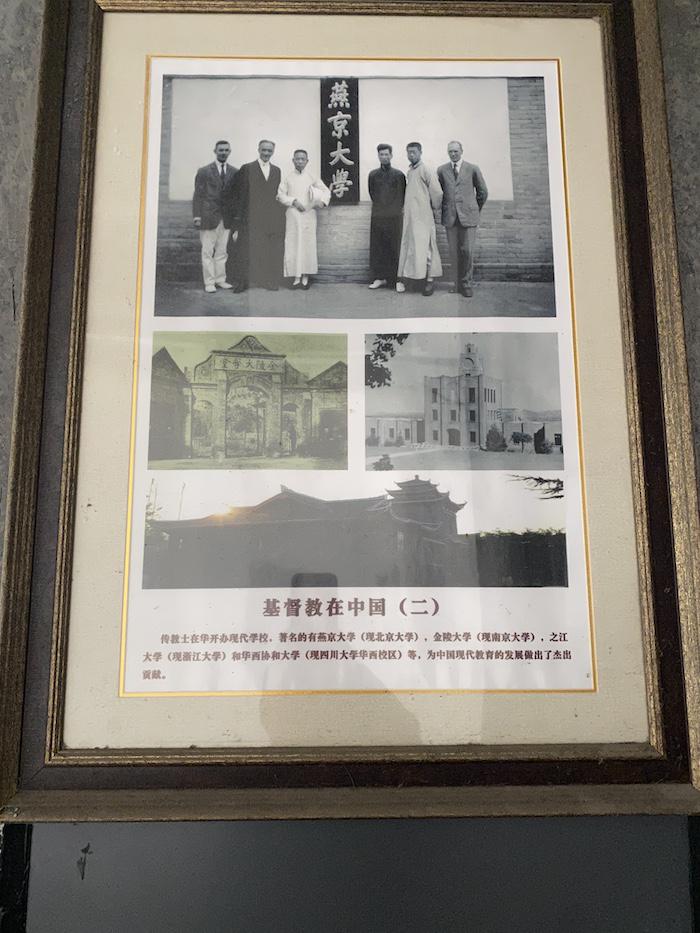 燕京大學
金陵大學堂
基督教在中国（二）
传教士在华开办现代学校。著名的有燕京大学（现北京大学），金陵大学（现南京大学），之江
大学（现浙江大学）和华西协和大学（现四川大学华西校区）等，为中国现代教育的发展做出了杰出
贡献。